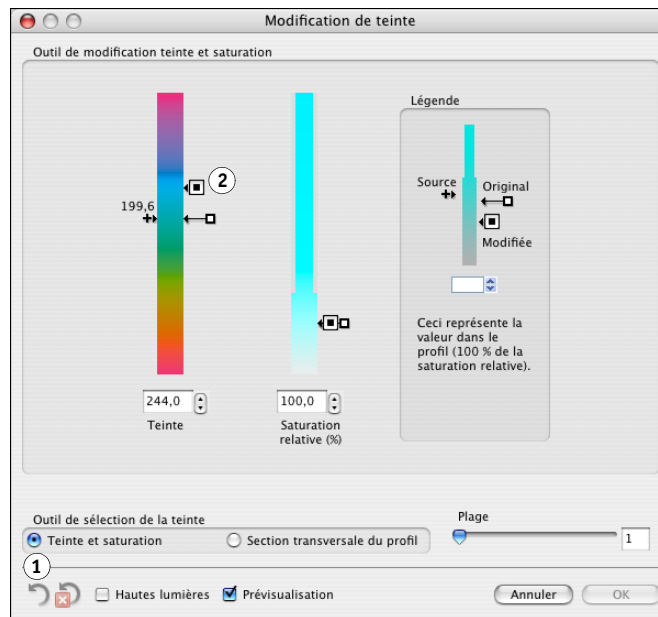 Modification de teinte
Outil de modification teinte et saturation
2
199,6
244,0
Teinte
100,0
Saturation
relative (%)
Légende
Source
Original
Modifiée
Ceci représente la
valeur dans le
profil (100 % de la
saturation relative).
Outil de sélection de la teinte
Teinte et saturation
Section transversale du profil
Plage
1
1
Hautes lumières
Prévisualisation
Annuler
OK